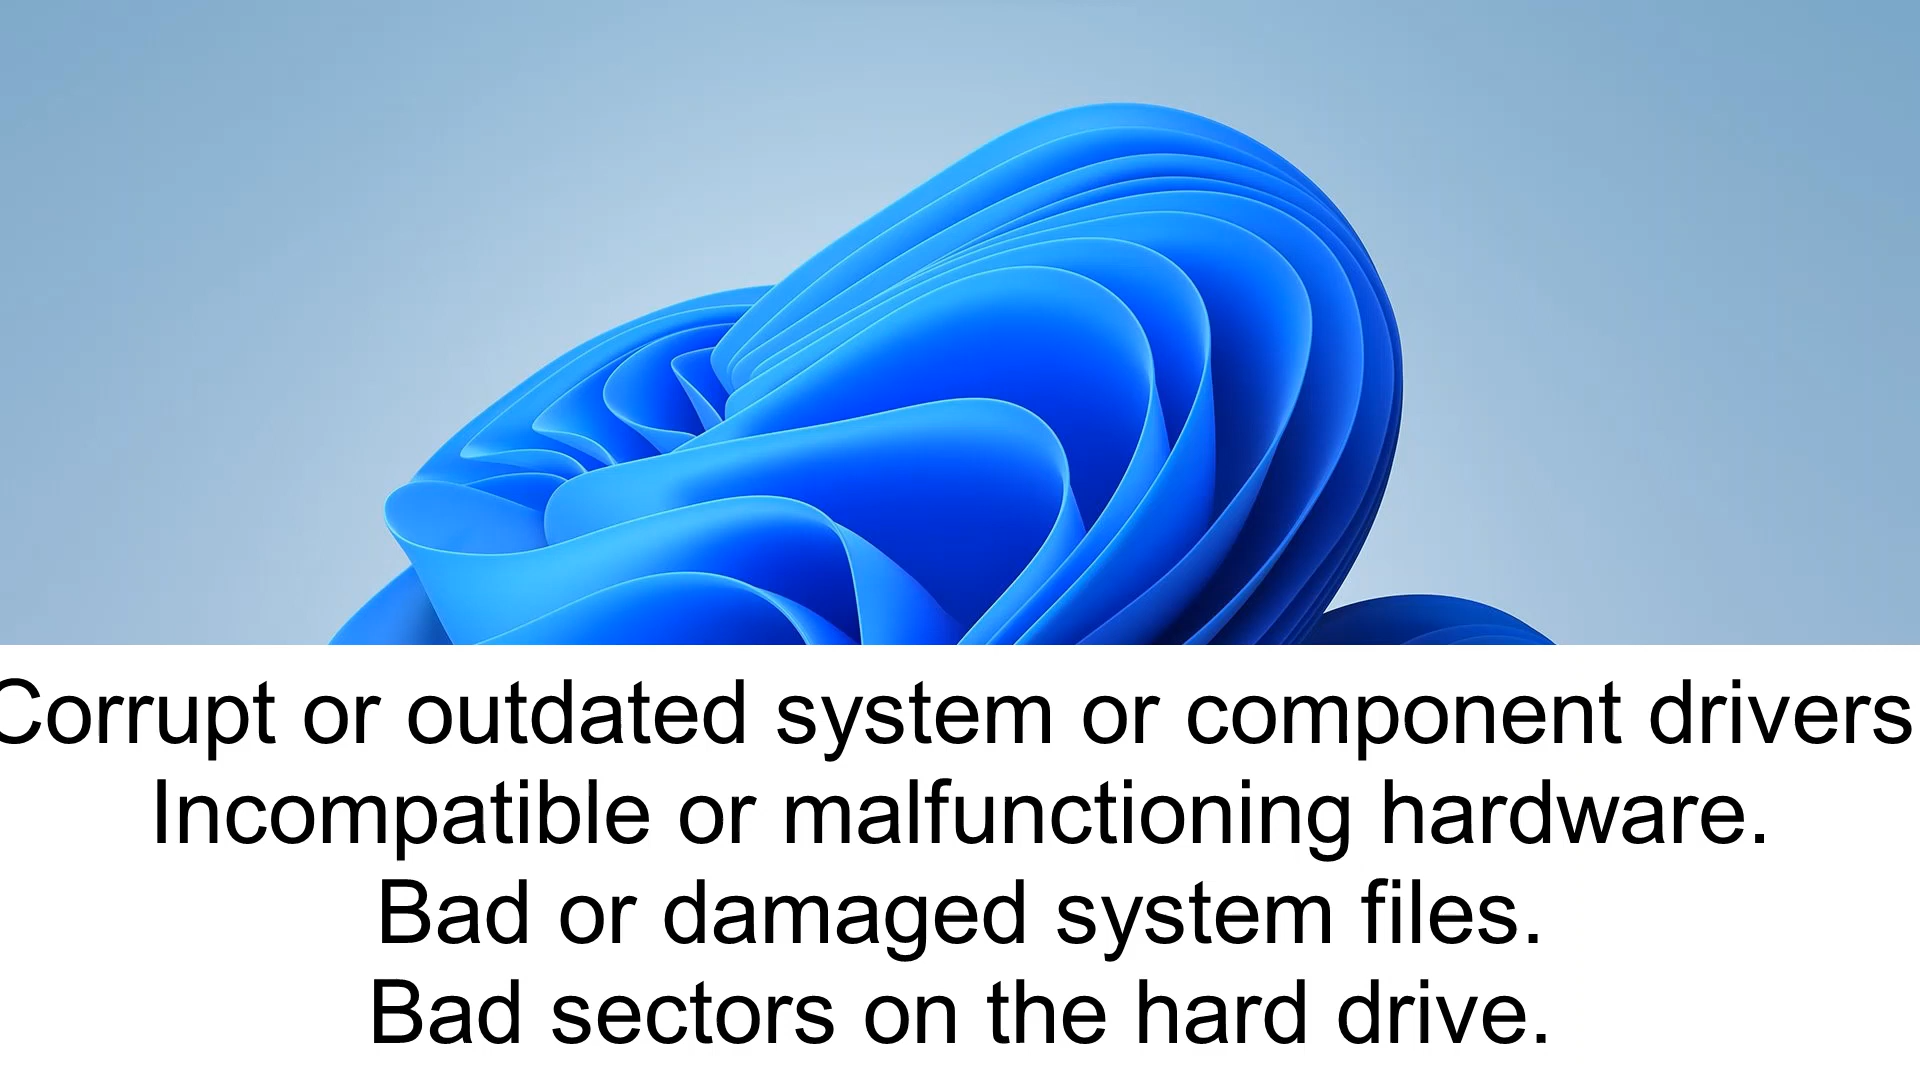 Corrupt or outdated system or component drivers
Incompatible or malfunctioning hardware.
Bad or damaged system files.
Bad sectors on the hard drive.